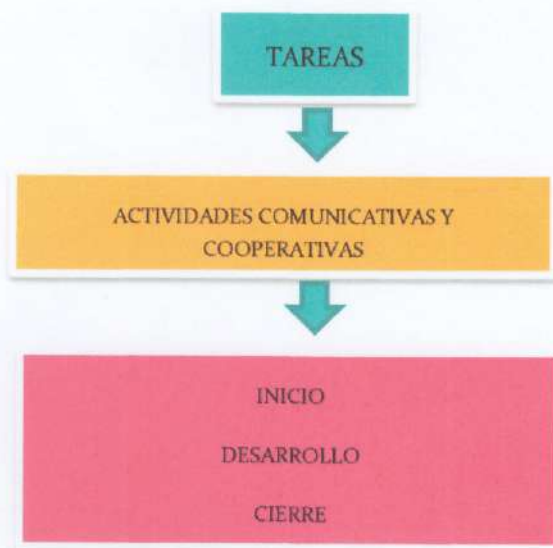 TAREAS
ACTIVIDADES COMUNICATIVAS Y
COOPERATIVAS
INICIO
DESARROLLO
CIERRE